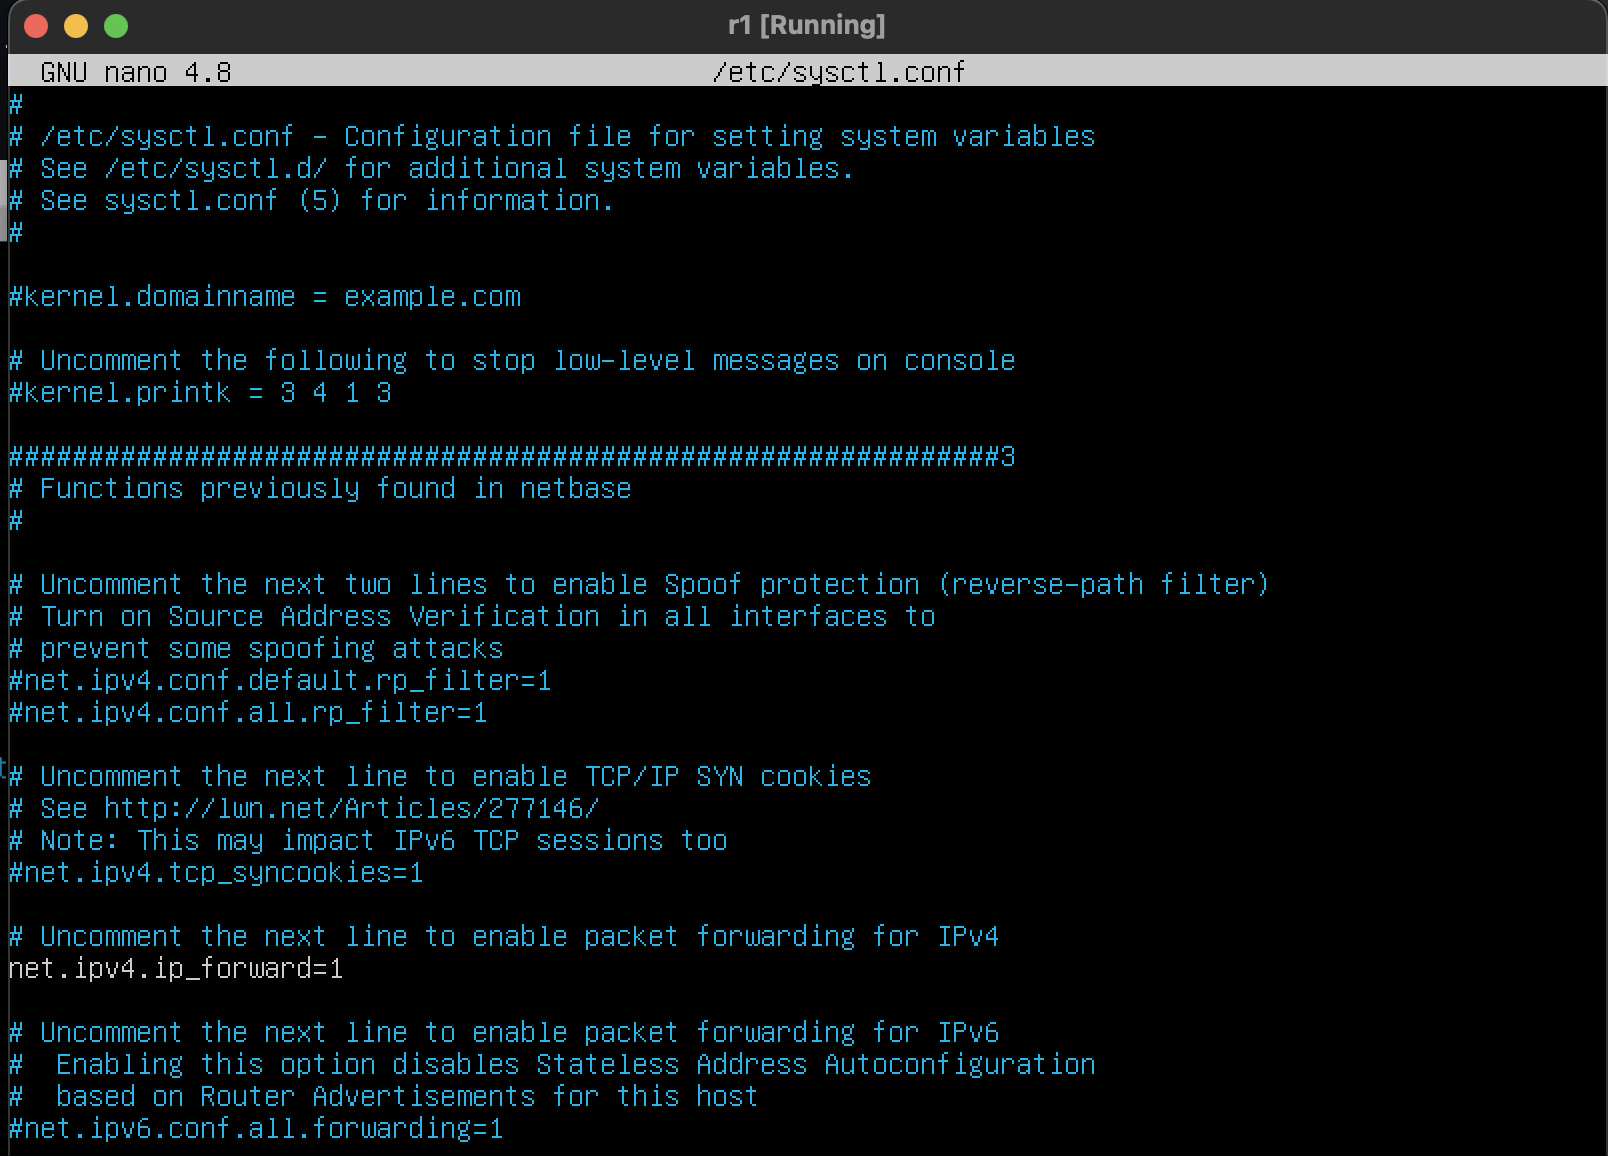 r1 [Running]
GNU nano 4.8 /etc/sysctl.conf
#
# /etc/sysctl.conf - Configuration file for setting system variables
# See /etc/sysctl.d/ for additional system variables.
# See sysctl.conf (5) for information.
#
#kernel.domainname = example.com
# Uncomment the following to stop low-level messages on console
#kernel.printk = 3 4 1 3
##############################################################3
# Functions previously found in netbase
#
# Uncomment the next two lines to enable Spoof protection (reverse-path filter)
# Turn on Source Address Verification in all interfaces to
# prevent some spoofing attacks
#net.ipv4.conf.default.rp_filter=1
#net.ipv4.conf.all.rp_filter=1
# Uncomment the next line to enable TCP/IP SYN cookies
# See http://lwn.net/Articles/277146/
# Note: This may impact IPv6 TCP sessions too
#net.ipv4.tcp_syncookies=1
# Uncomment the next line to enable packet forwarding for IPv4
net.ipv4.ip_forward=1
# Uncomment the next line to enable packet forwarding for IPv6
#  Enabling this option disables Stateless Address Autoconfiguration
#  based on Router Advertisements for this host
#net.ipv6.conf.all.forwarding=1